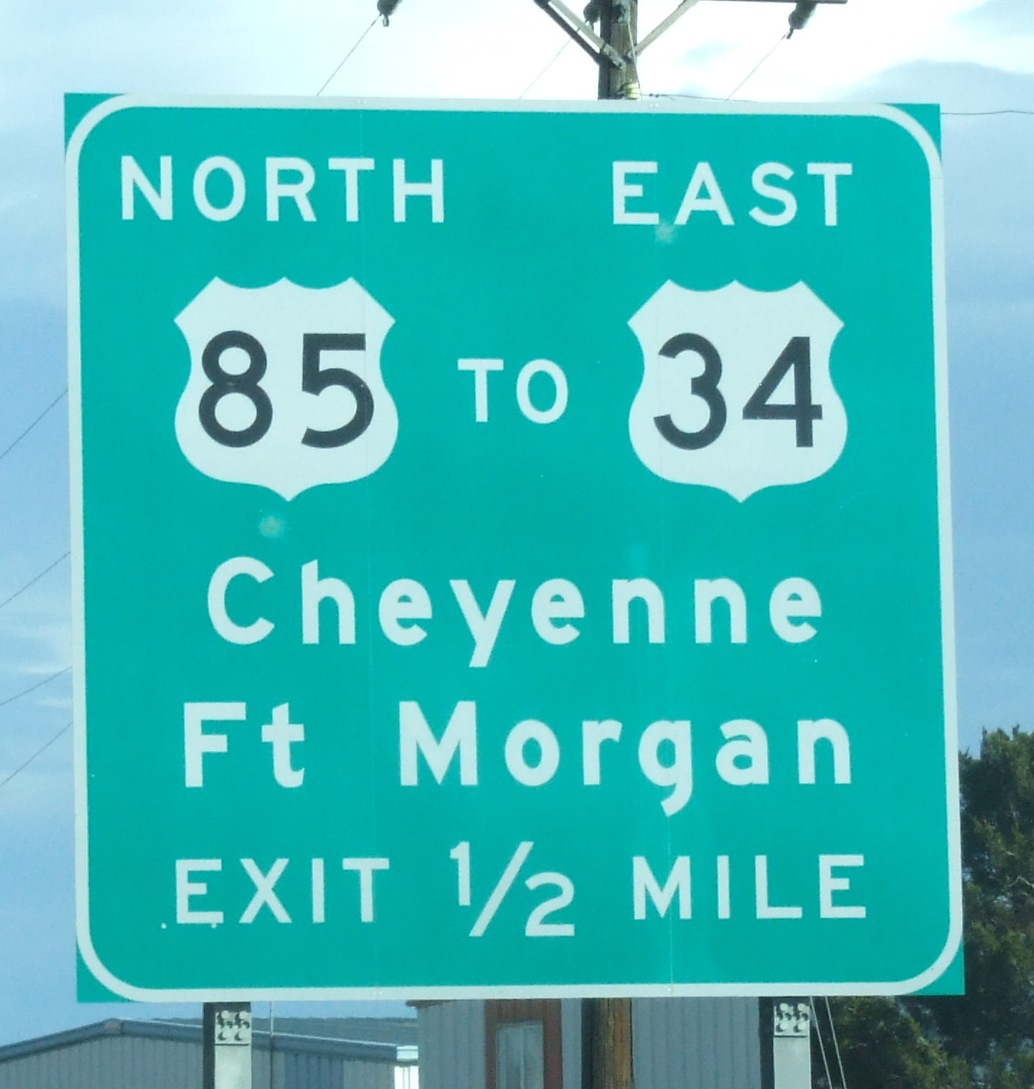 NORTH EAST
85 TO 34
Cheyenne
Ft Morgan
EXIT 1/2 MILE